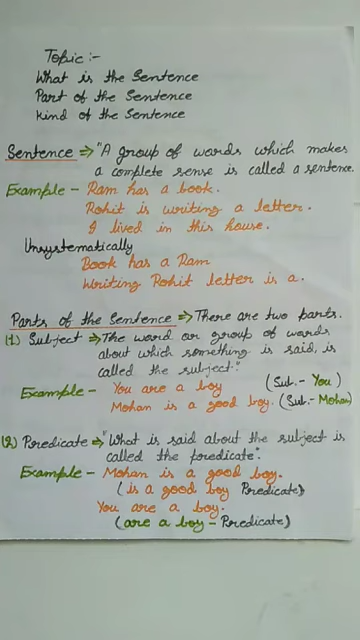 Topic :-
What is the Sentence
Part of the Sentence
Kind of the Sentence
Sentence ⇒ "A group of words which makes
a complete sense is called a sentence.
Example - Ram has a book.
Rohit is writing a letter.
I lived in this house.
Unsystematically
Book has a Ram
Writing Rohit letter is a.
Parts of the Sentence ⇒ There are two parts.
(1) Subject ⇒ The word or group of words
about which something is said, is
called the subject."
Example - You are a boy (Sub.- You)
Mohan is a good boy. (Sub.- Mohan)
(2) Predicate ⇒ "What is said about the subject is
called the predicate".
Example - Mohan is a good boy.
(is a good boy Predicate)
You are a boy.
(are a boy - Predicate)